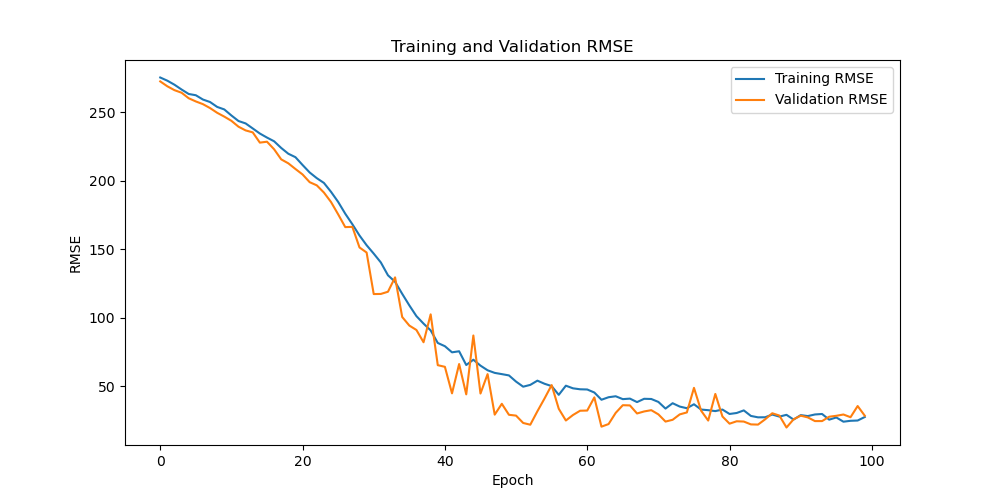 Training and Validation RMSE
Training RMSE
Validation RMSE
250
200
150
100
50
RMSE
0 20 40 60 80 100
Epoch